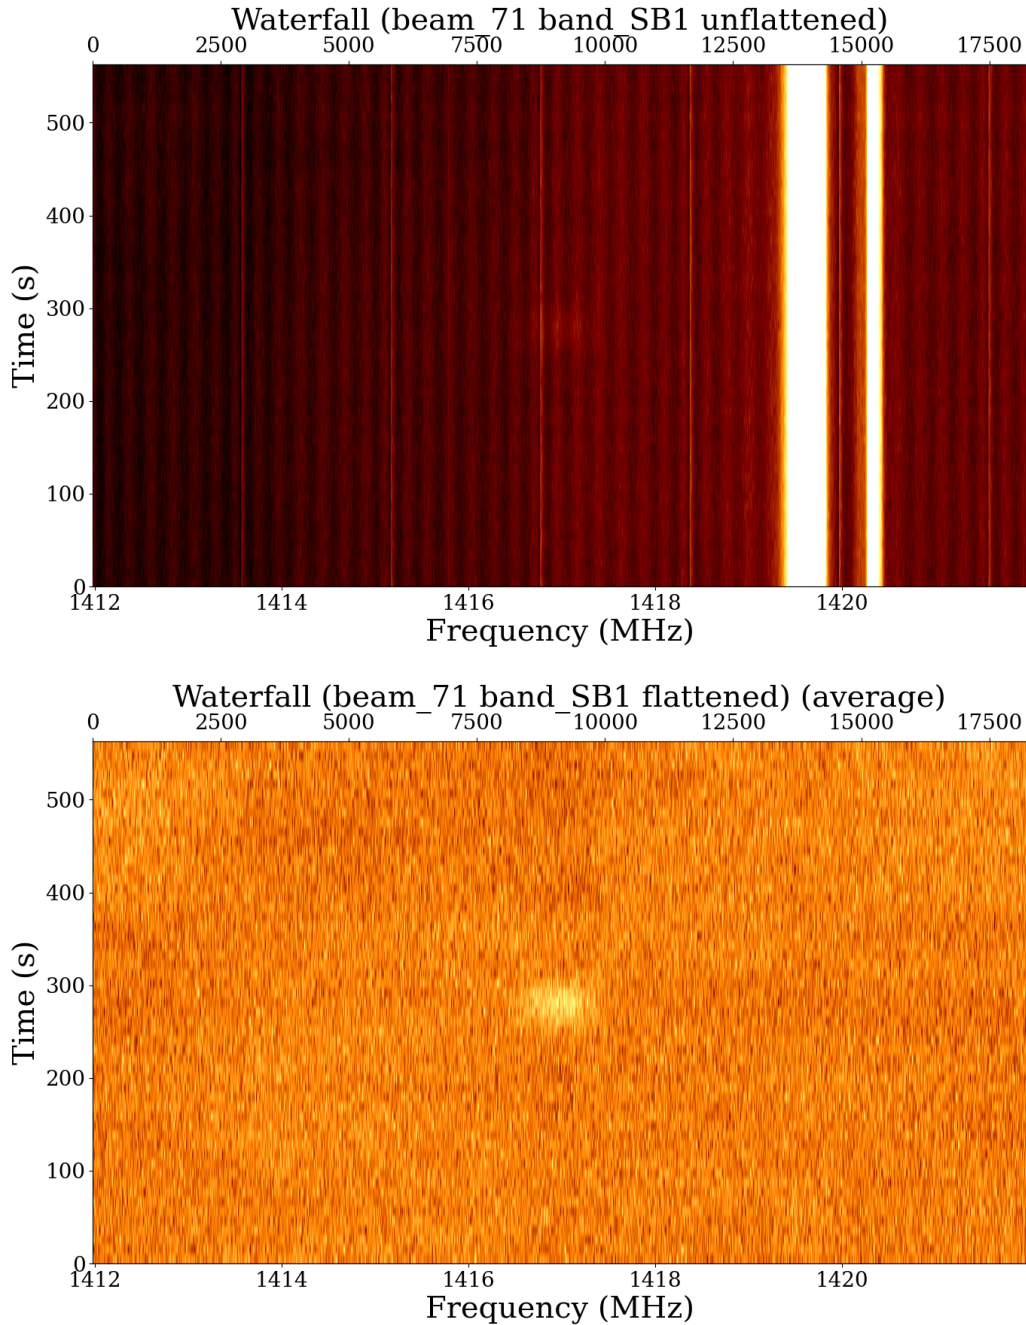 Waterfall (beam_71 band_SB1 unflattened)
0 2500 5000 7500 10000 12500 15000 17500
500
400
300
200
100
0
Time (s)
1412 1414 1416 1418 1420
Frequency (MHz)
Waterfall (beam_71 band_SB1 flattened) (average)
0 2500 5000 7500 10000 12500 15000 17500
500
400
300
200
100
0
Time (s)
1412 1414 1416 1418 1420
Frequency (MHz)